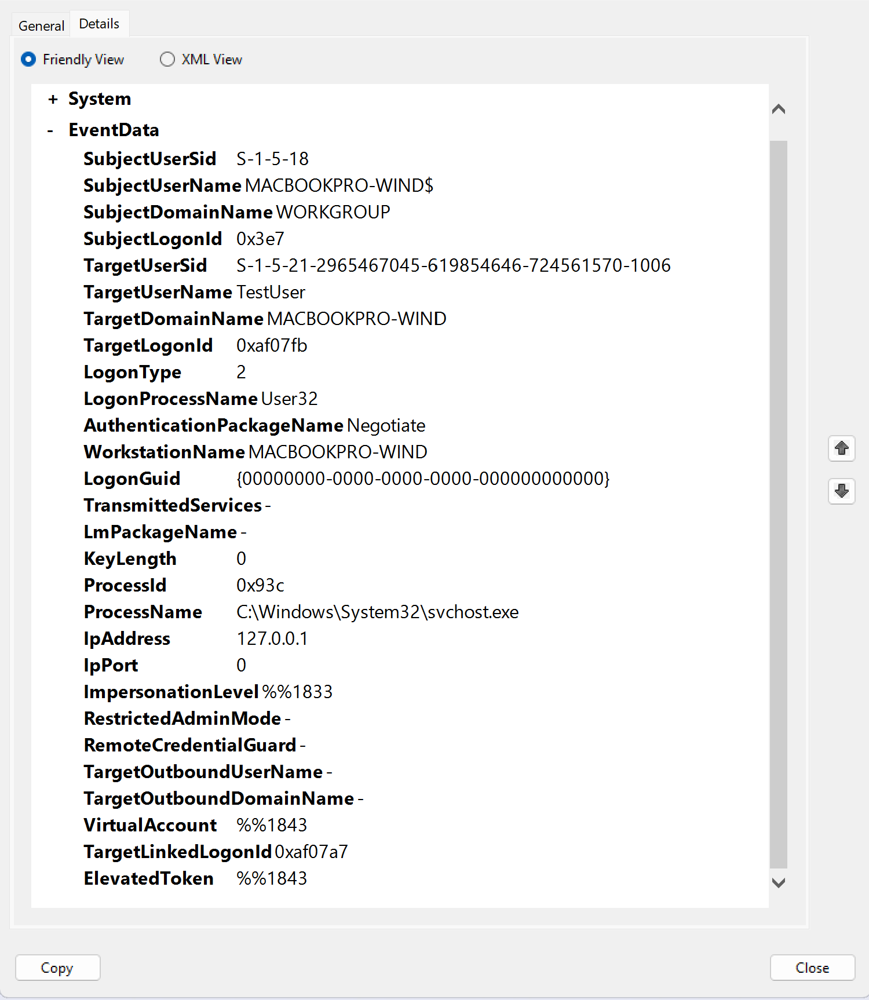 General Details
Friendly View XML View
+ System
- EventData
SubjectUserSid S-1-5-18
SubjectUserName MACBOOKPRO-WIND$
SubjectDomainName WORKGROUP
SubjectLogonId 0x3e7
TargetUserSid S-1-5-21-2965467045-619854646-724561570-1006
TargetUserName TestUser
TargetDomainName MACBOOKPRO-WIND
TargetLogonId 0xaf07fb
LogonType 2
LogonProcessName User32
AuthenticationPackageName Negotiate
WorkstationName MACBOOKPRO-WIND
LogonGuid {00000000-0000-0000-0000-000000000000}
TransmittedServices -
LmPackageName -
KeyLength 0
ProcessId 0x93c
ProcessName C:\Windows\System32\svchost.exe
IpAddress 127.0.0.1
IpPort 0
ImpersonationLevel %%1833
RestrictedAdminMode -
RemoteCredentialGuard -
TargetOutboundUserName -
TargetOutboundDomainName -
VirtualAccount %%1843
TargetLinkedLogonId 0xaf07a7
ElevatedToken %%1843
Copy Close